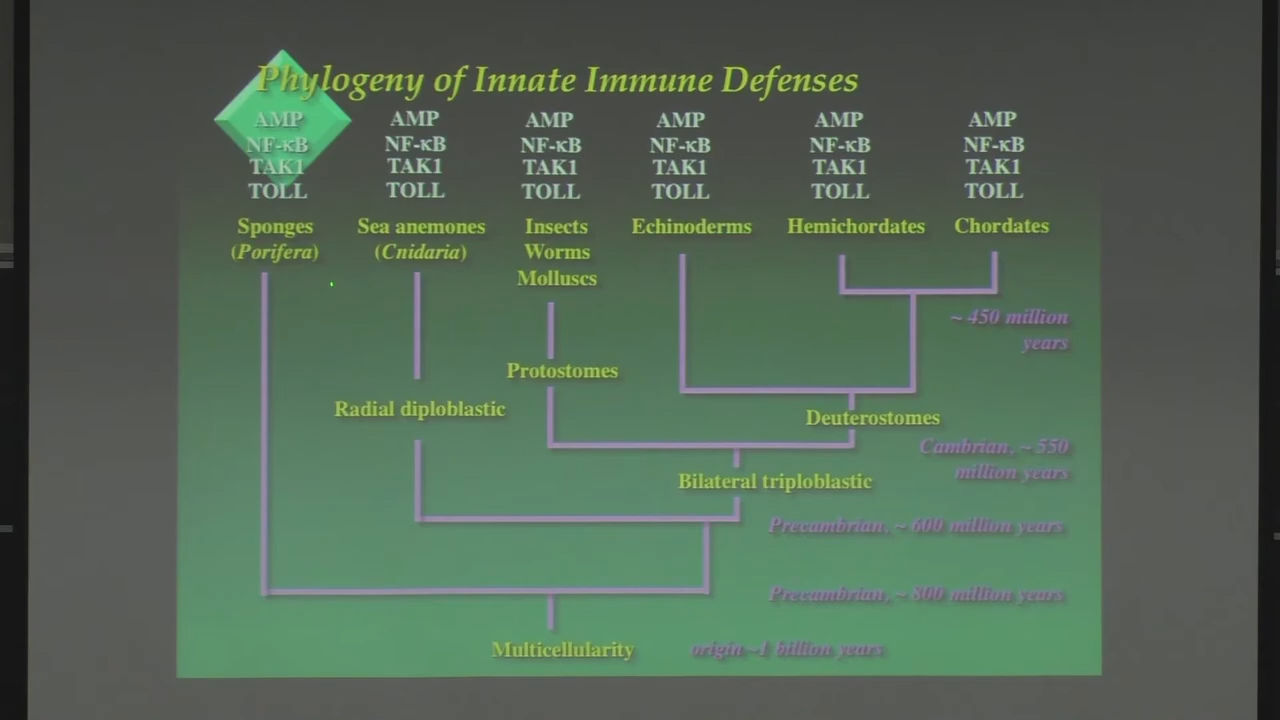 Phylogeny of Innate Immune Defenses
AMP AMP AMP AMP AMP AMP
NF-κB NF-κB NF-κB NF-κB NF-κB NF-κB
TAK1 TAK1 TAK1 TAK1 TAK1 TAK1
TOLL TOLL TOLL TOLL TOLL TOLL
Sponges Sea anemones Insects Echinoderms Hemichordates Chordates
(Porifera) (Cnidaria) Worms
Molluscs
~ 450 million
years
Protostomes
Radial diploblastic
Deuterostomes
Cambrian, ~ 550
million years
Bilateral triploblastic
Precambrian, ~ 600 million years
Precambrian, ~ 800 million years
Multicellularity origin ~1 billion years